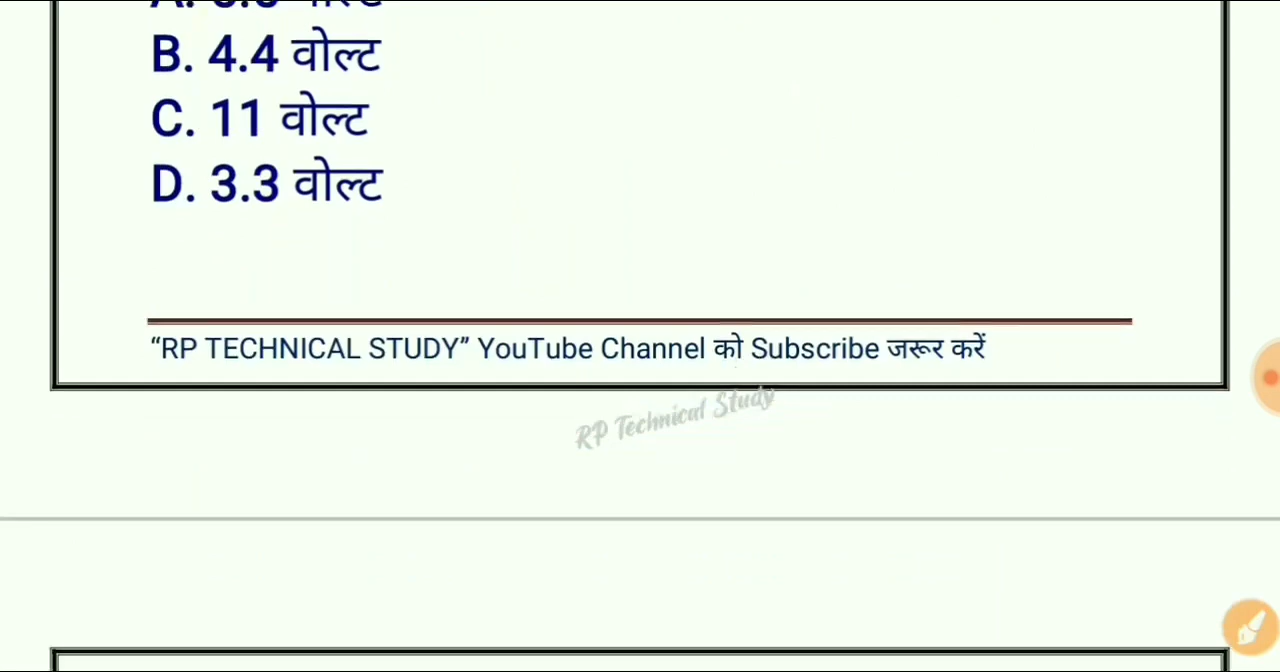 B. 4.4 वोल्ट
C. 11 वोल्ट
D. 3.3 वोल्ट
“RP TECHNICAL STUDY” YouTube Channel को Subscribe जरूर करें
RP Technical Study